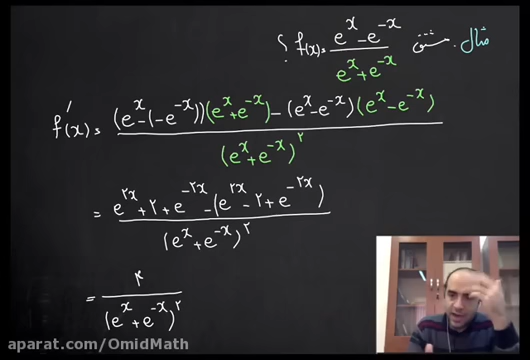 مثال. مشتق f(x) = (e^x - e^-x) / (e^x + e^-x) ؟
f'(x) = ((e^x - (-e^-x))(e^x + e^-x) - (e^x - e^-x)(e^x - e^-x)) / (e^x + e^-x)^۲
= (e^۲x + ۲ + e^-۲x - (e^۲x - ۲ + e^-۲x)) / (e^x + e^-x)^۲
= ۴ / (e^x + e^-x)^۲
aparat.com/OmidMath